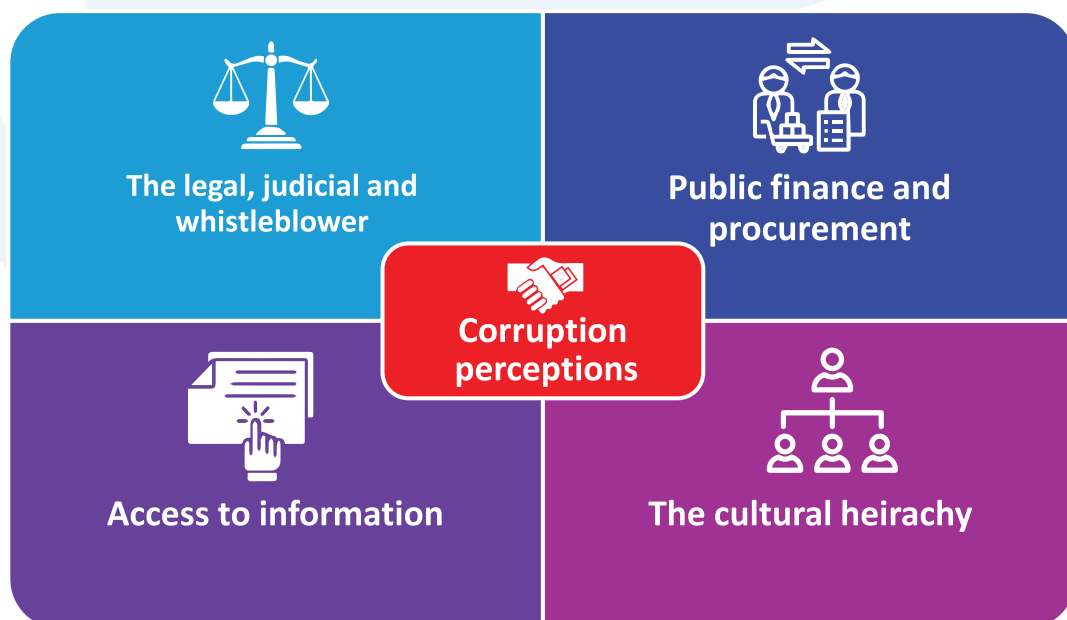 The legal, judicial and
whistleblower
Public finance and
procurement
Corruption
perceptions
Access to information
The cultural heirachy